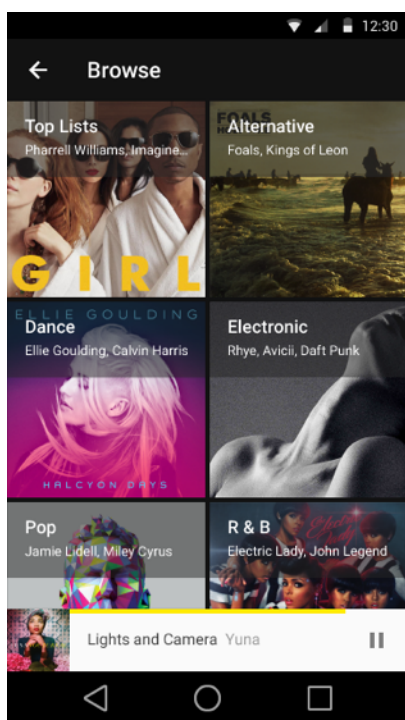 12:30
Browse
Top Lists
Pharrell Williams, Imagine...
GIRL
Alternative
Foals, Kings of Leon
FOALS
ELLIE GOULDING
Dance
Ellie Goulding, Calvin Harris
HALCYON DAYS
Electronic
Rhye, Avicii, Daft Punk
Pop
Jamie Lidell, Miley Cyrus
R & B
Electric Lady, John Legend
Lights and Camera Yuna